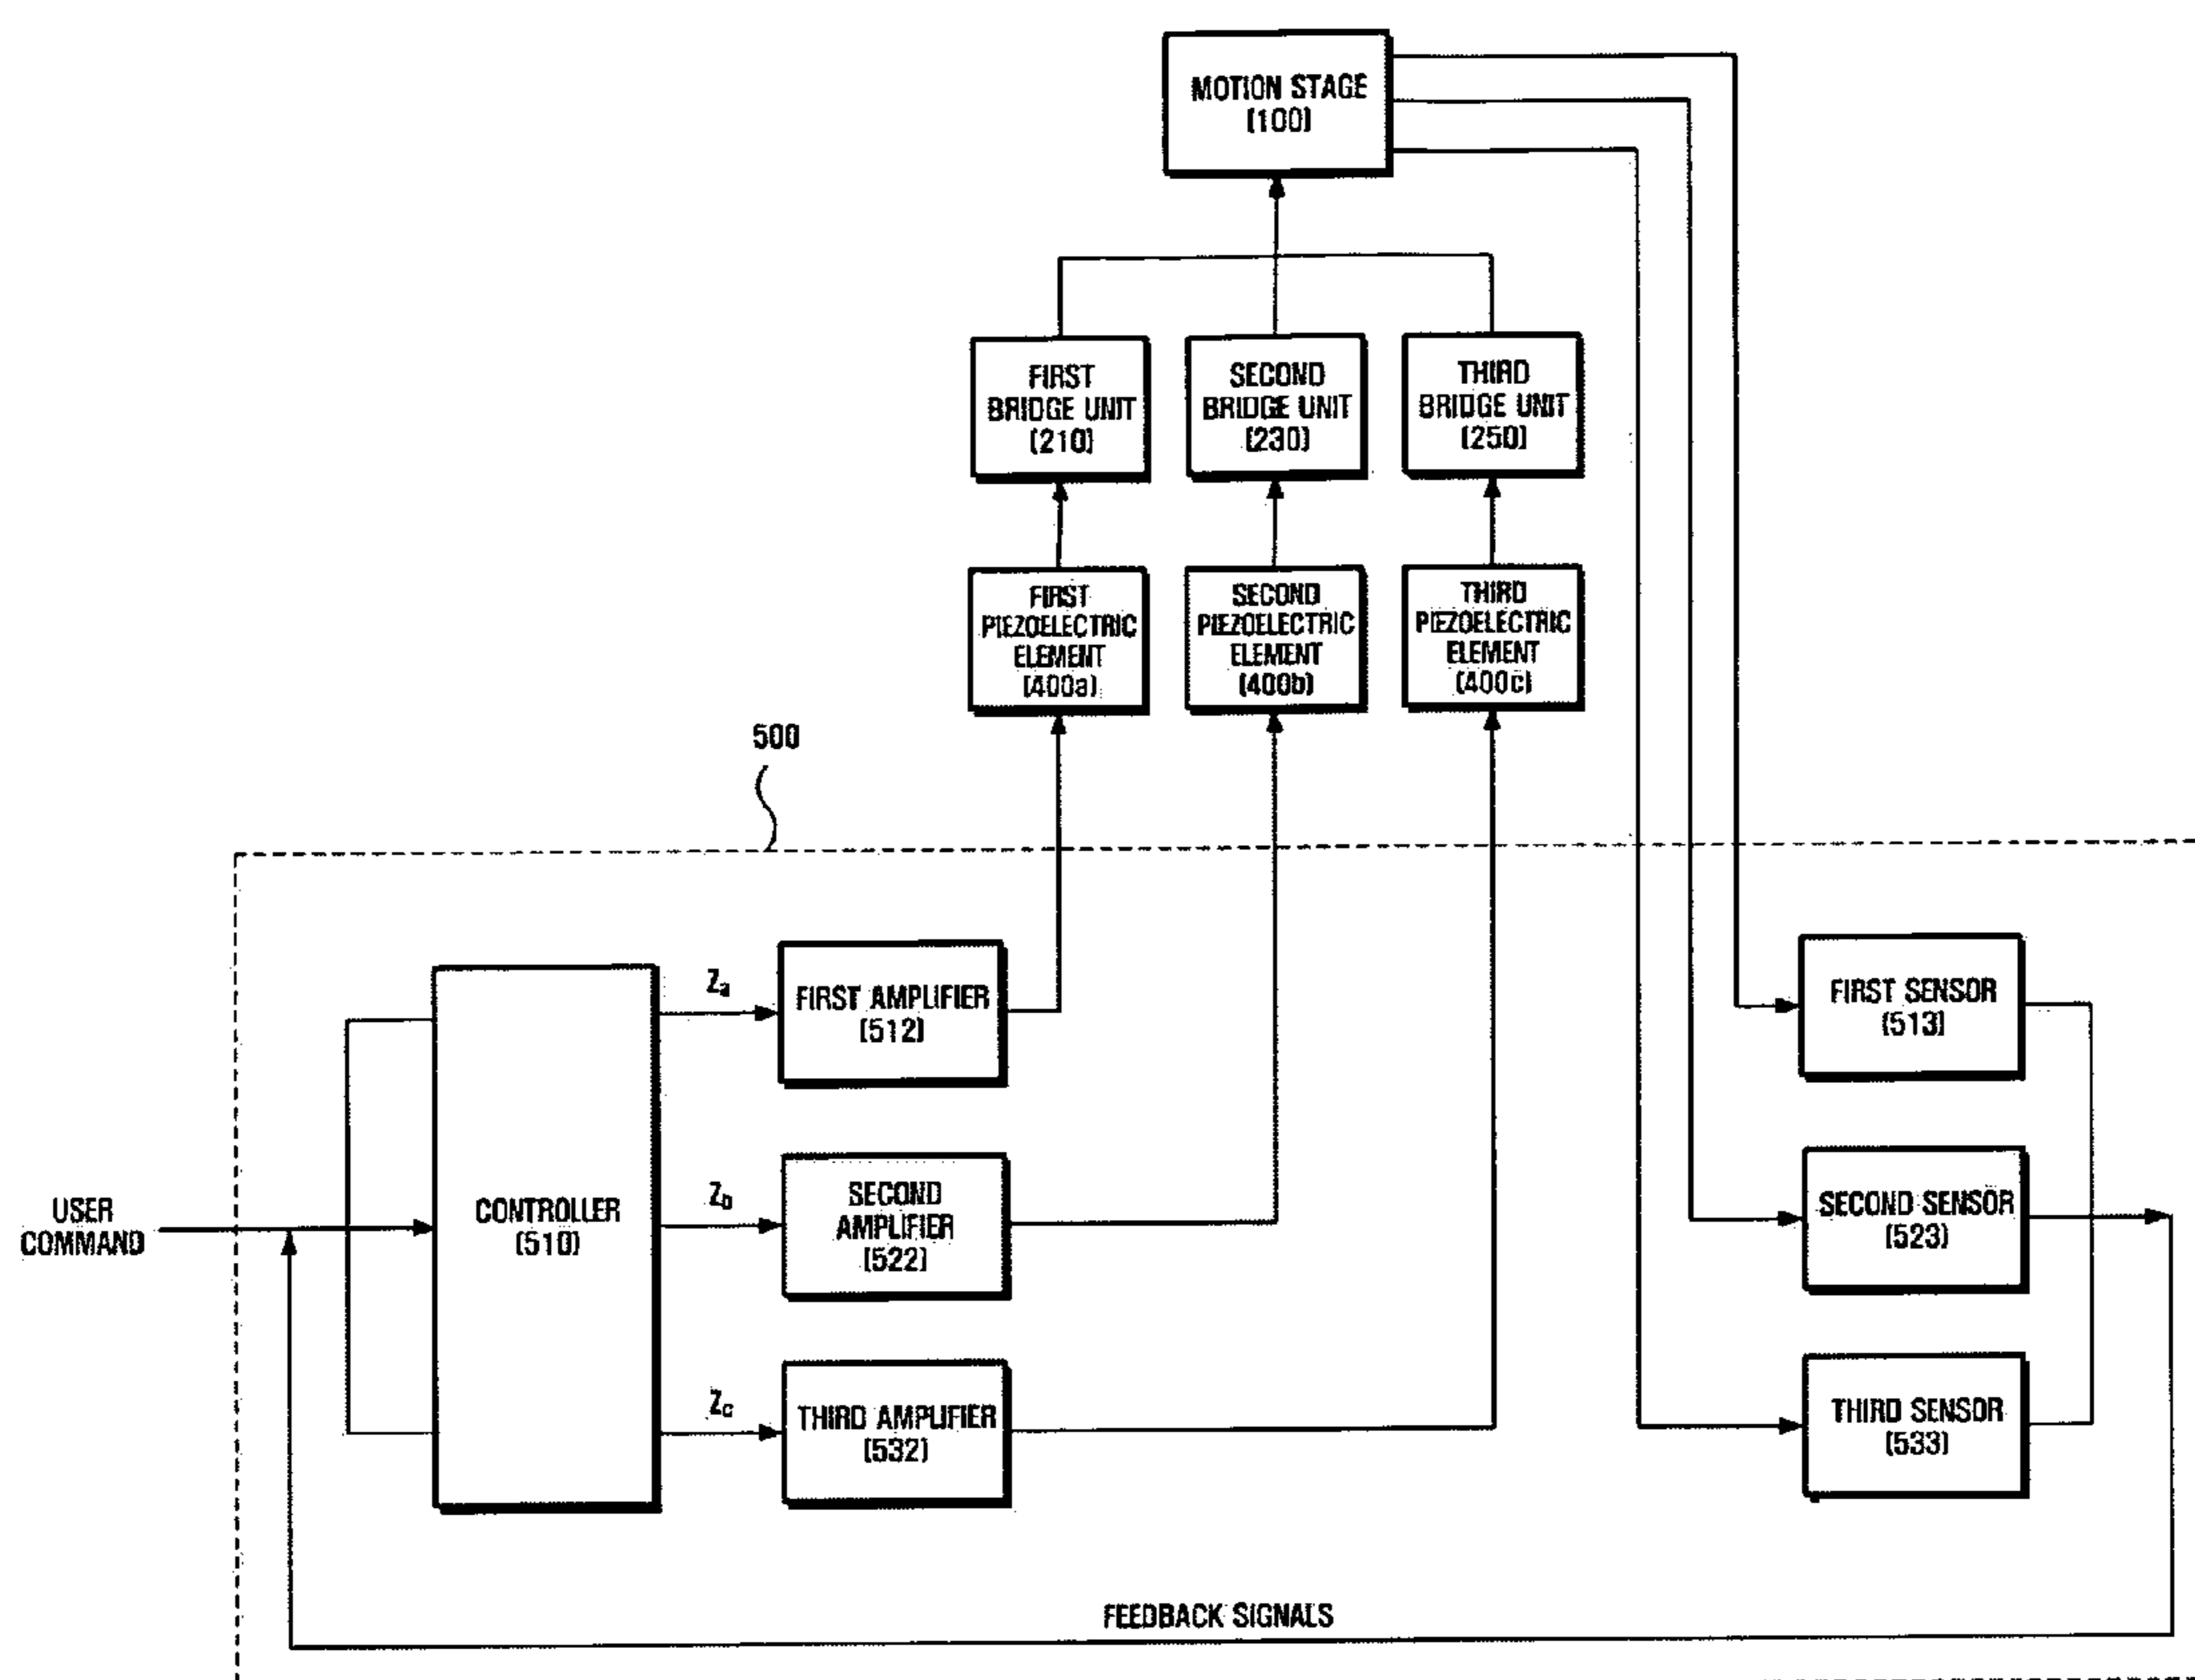 MOTION STAGE
(100)
FIRST
BRIDGE UNIT
(210)
SECOND
BRIDGE UNIT
(230)
THIRD
BRIDGE UNIT
(250)
FIRST
PIEZOELECTRIC
ELEMENT
(400a)
SECOND
PIEZOELECTRIC
ELEMENT
(400b)
THIRD
PIEZOELECTRIC
ELEMENT
(400c)
500
USER
COMMAND
CONTROLLER
(510)
Za
FIRST AMPLIFIER
(512)
Zb
SECOND
AMPLIFIER
(522)
Zc
THIRD AMPLIFIER
(532)
FIRST SENSOR
(513)
SECOND SENSOR
(523)
THIRD SENSOR
(533)
FEEDBACK SIGNALS